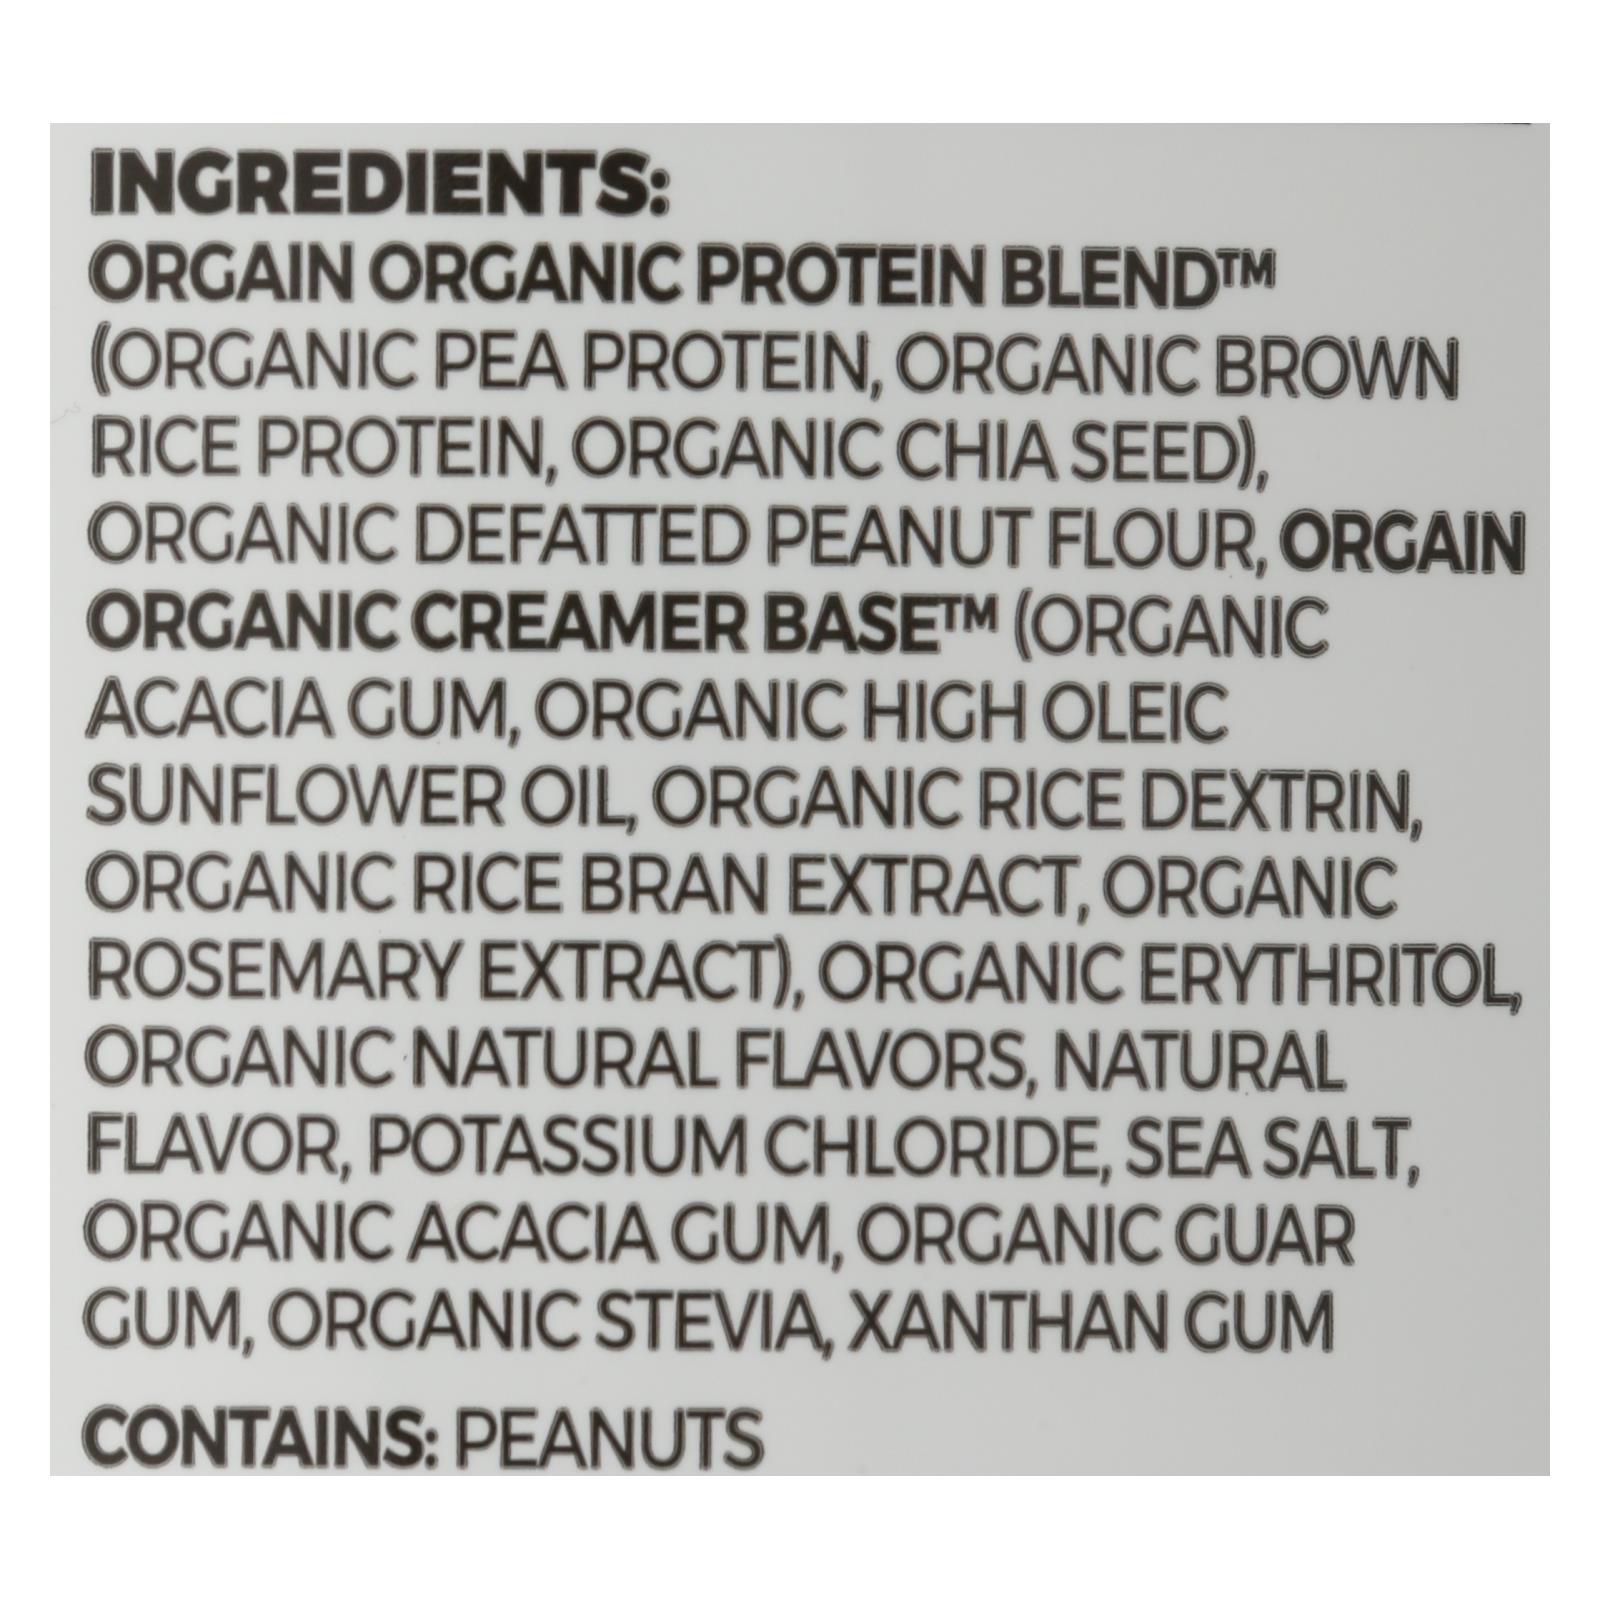 INGREDIENTS:
ORGAIN ORGANIC PROTEIN BLEND™
(ORGANIC PEA PROTEIN, ORGANIC BROWN
RICE PROTEIN, ORGANIC CHIA SEED),
ORGANIC DEFATTED PEANUT FLOUR, ORGAIN
ORGANIC CREAMER BASE™ (ORGANIC
ACACIA GUM, ORGANIC HIGH OLEIC
SUNFLOWER OIL, ORGANIC RICE DEXTRIN,
ORGANIC RICE BRAN EXTRACT, ORGANIC
ROSEMARY EXTRACT), ORGANIC ERYTHRITOL,
ORGANIC NATURAL FLAVORS, NATURAL
FLAVOR, POTASSIUM CHLORIDE, SEA SALT,
ORGANIC ACACIA GUM, ORGANIC GUAR
GUM, ORGANIC STEVIA, XANTHAN GUM
CONTAINS: PEANUTS